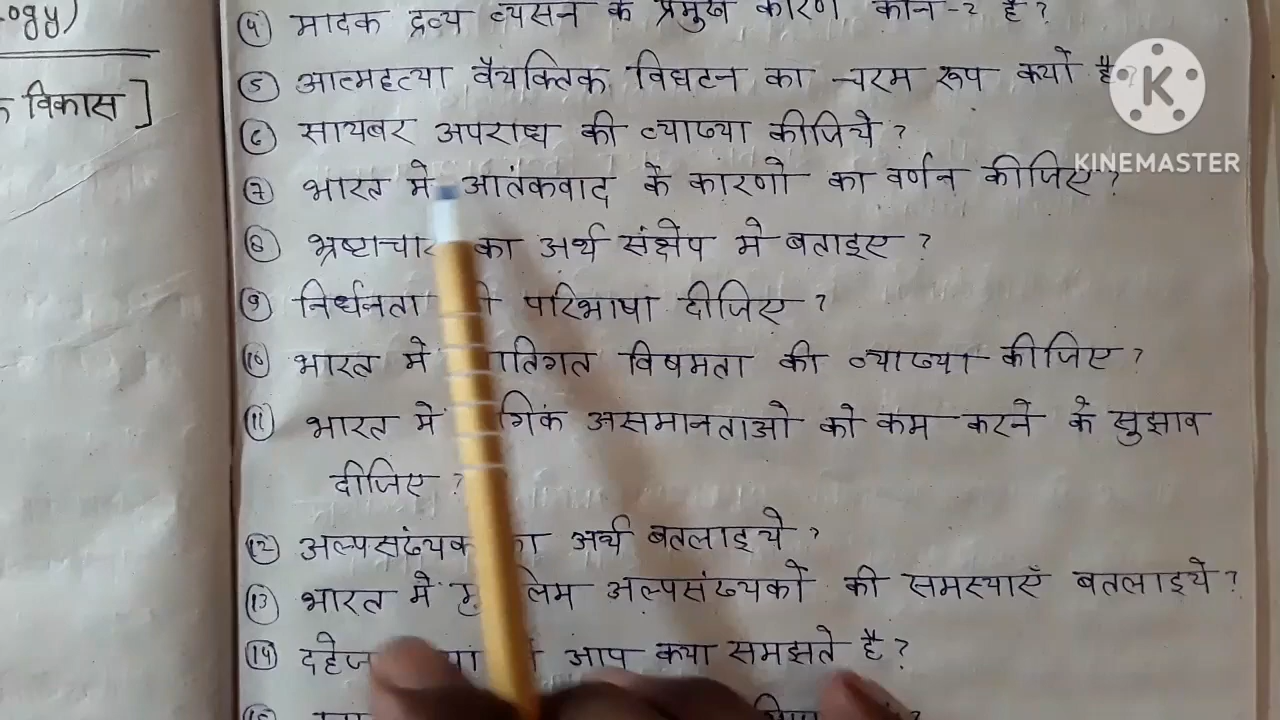 logy)
विकास ]
(4) मादक द्रव्य व्यसन के प्रमुख कारण कौन-२ है ?
(5) आत्महत्या वैयक्तिक विघटन का चरम रूप क्यों है ?
(6) सायबर अपराध की व्याख्या कीजिये ?
(7) भारत मे आतंकवाद के कारणो का वर्णन कीजिए ?
(8) भ्रष्टाचार का अर्थ संक्षेप मे बताइए ?
(9) निर्धनता परिभाषा दीजिए ?
(10) भारत मे विषमता की व्याख्या कीजिए ?
(11) भारत मे असमानताओ को कम करने के सुझाव
दीजिए ?
(12) अल्पसंख्यक का अर्थ बतलाइये ?
(13) भारत में अल्पसंख्यकों की समस्याएँ बतलाइये ?
(14) दहेज आप क्या समझते है ?
K
KINEMASTER